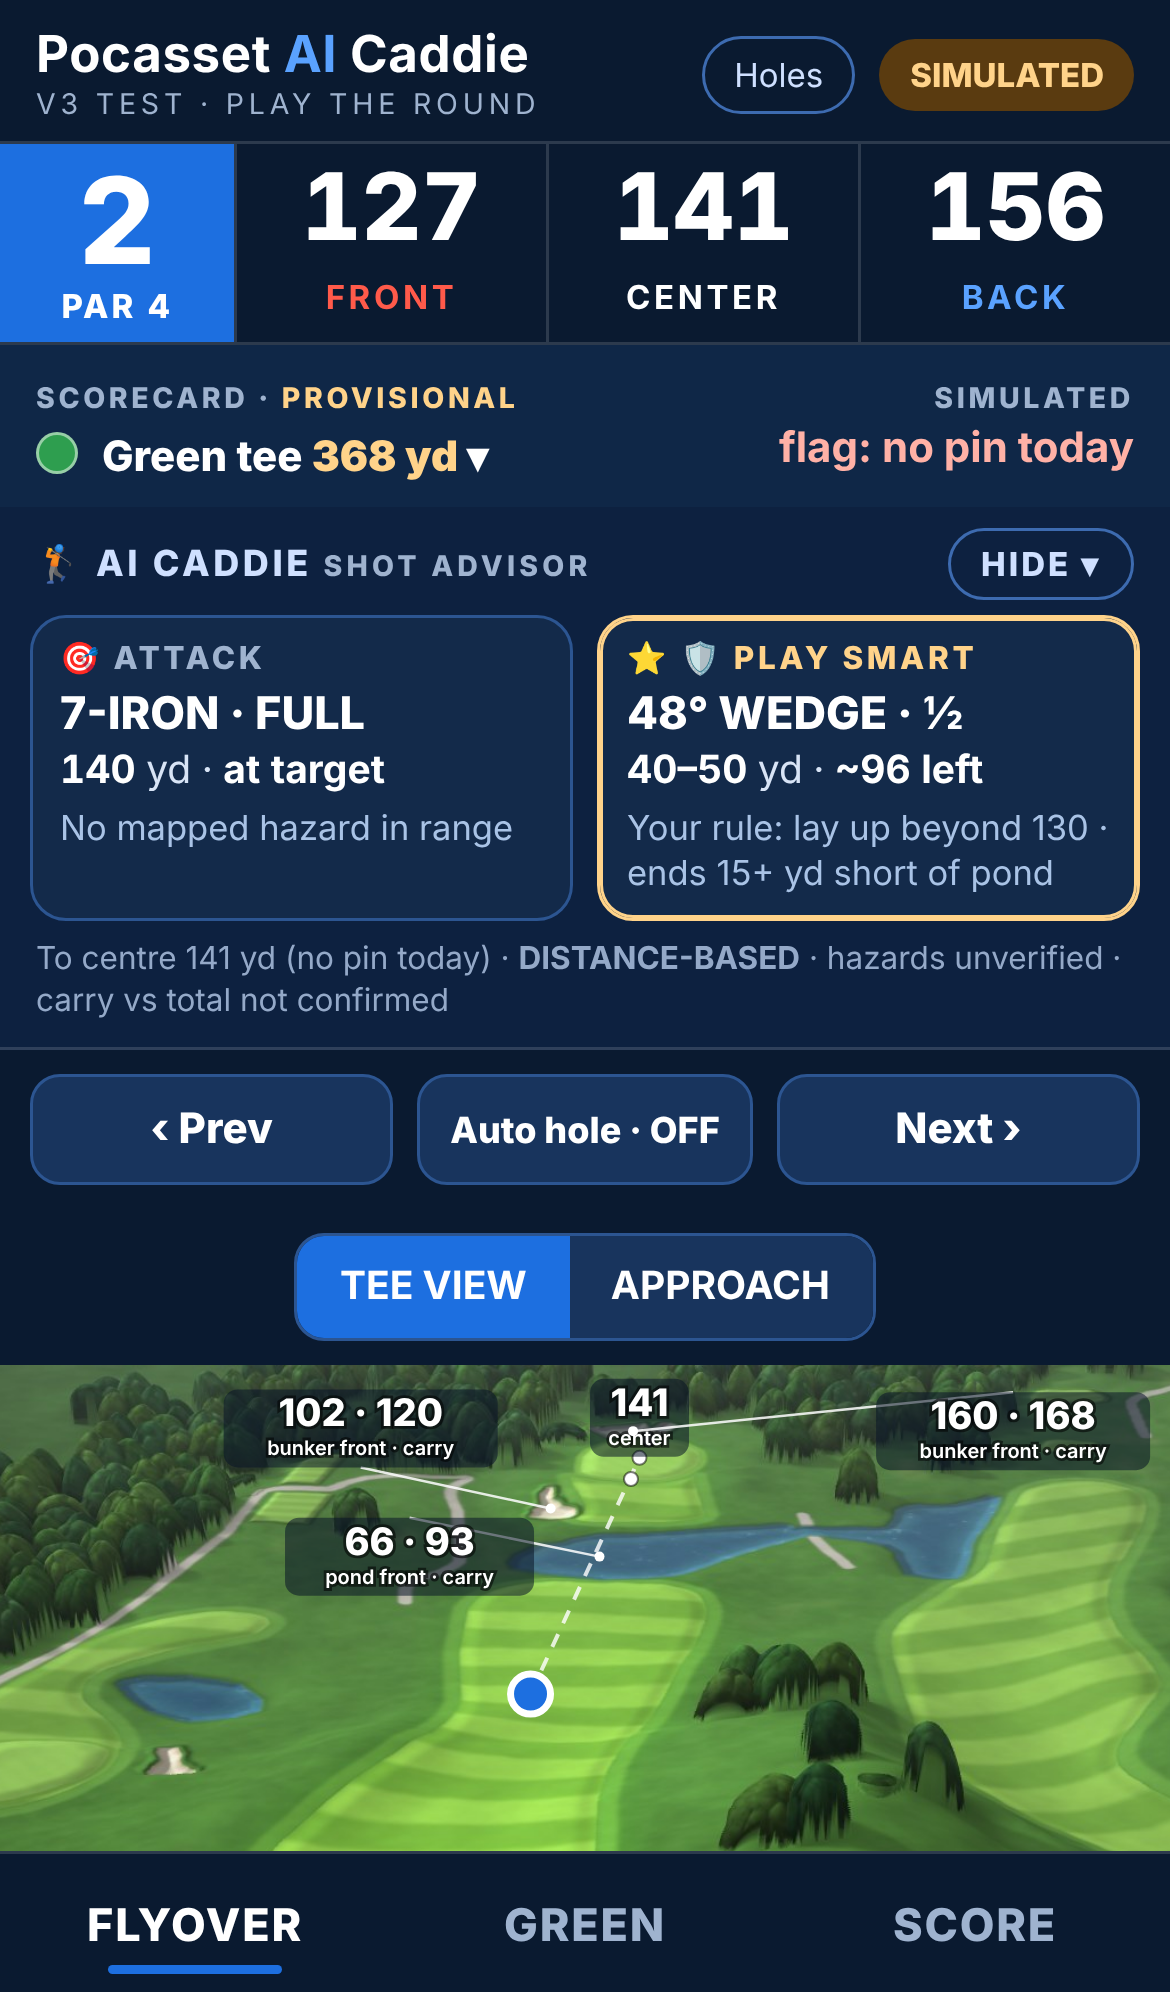 Pocasset AI Caddie
V3 TEST · PLAY THE ROUND
Holes
SIMULATED
2
PAR 4
127
FRONT
141
CENTER
156
BACK
SCORECARD · PROVISIONAL
Green tee 368 yd ▾
SIMULATED
flag: no pin today
AI CADDIE SHOT ADVISOR
HIDE ▾
ATTACK
7-IRON · FULL
140 yd · at target
No mapped hazard in range
PLAY SMART
48° WEDGE · ½
40–50 yd · ~96 left
Your rule: lay up beyond 130 ·
ends 15+ yd short of pond
To centre 141 yd (no pin today) · DISTANCE-BASED · hazards unverified ·
carry vs total not confirmed
‹ Prev
Auto hole · OFF
Next ›
TEE VIEW
APPROACH
102 · 120
bunker front · carry
141
center
160 · 168
bunker front · carry
66 · 93
pond front · carry
FLYOVER
GREEN
SCORE